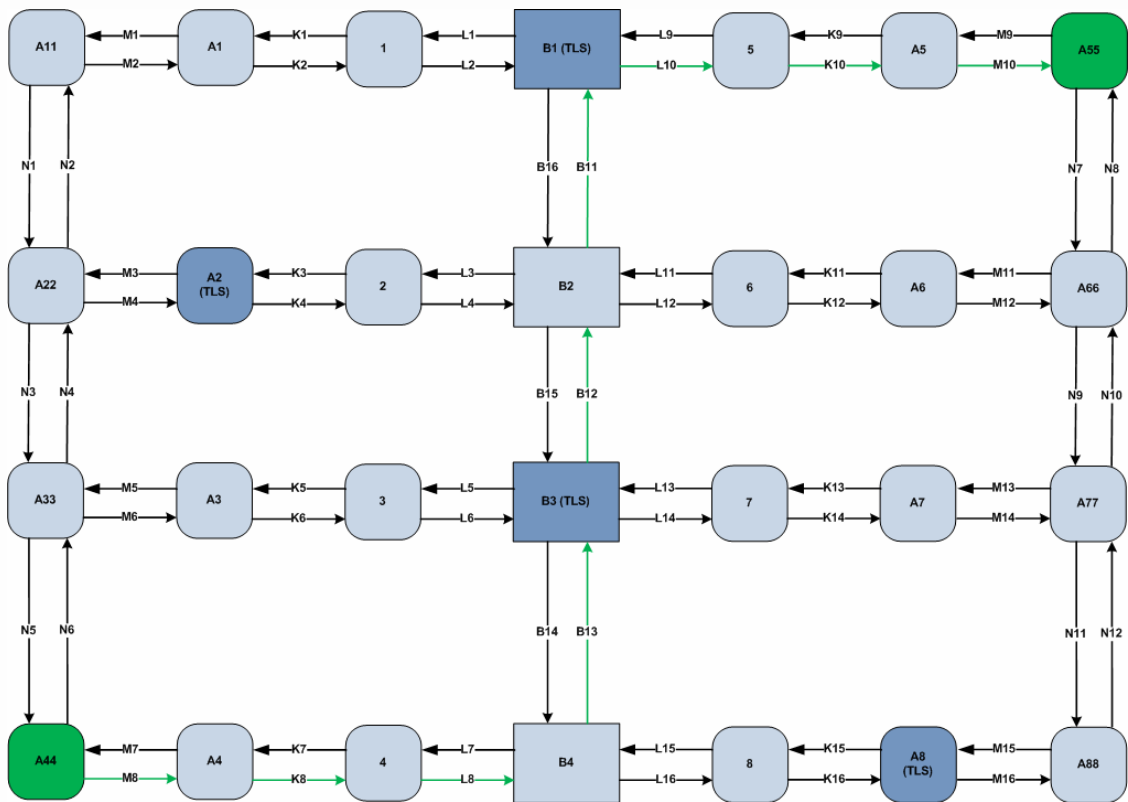 M1
K1
L1
L9
K9
M9
A11
A1
1
B1 (TLS)
5
A5
A55
M2
K2
L2
L10
K10
M10
N1
N2
B16
B11
N7
N8
M3
K3
L3
L11
K11
M11
A22
A2
(TLS)
2
B2
6
A6
A66
M4
K4
L4
L12
K12
M12
N3
N4
B15
B12
N9
N10
M5
K5
L5
L13
K13
M13
A33
A3
3
B3 (TLS)
7
A7
A77
M6
K6
L6
L14
K14
M14
N5
N6
B14
B13
N11
N12
M7
K7
L7
L15
K15
M15
A44
A4
4
B4
8
A8
(TLS)
A88
M8
K8
L8
L16
K16
M16